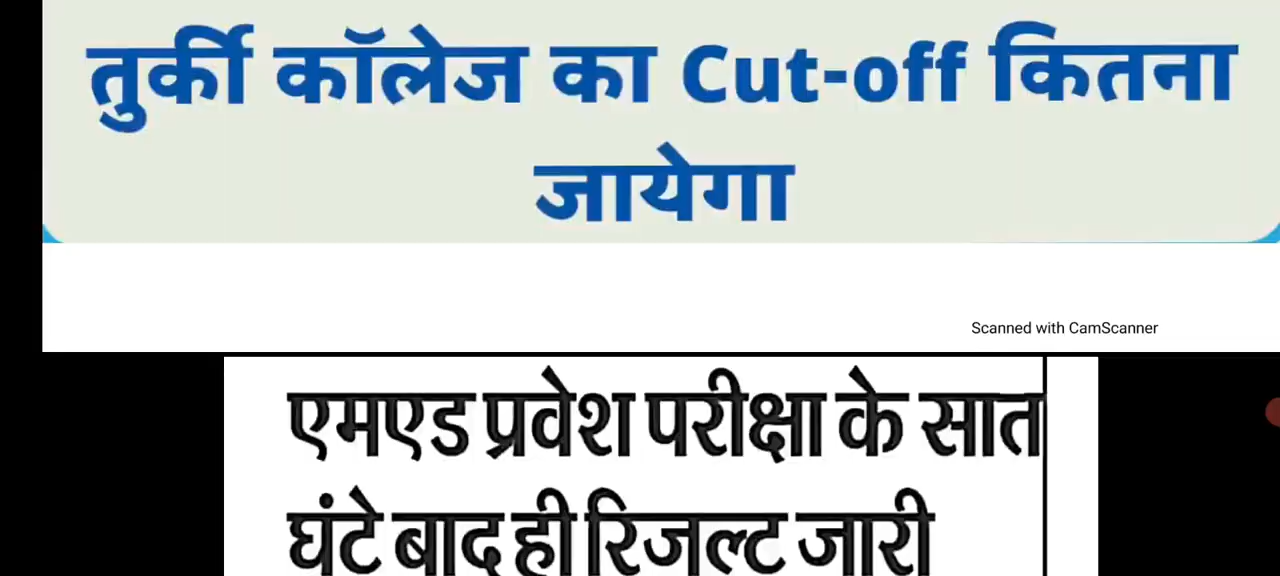 तुर्की कॉलेज का Cut-off कितना
जायेगा
Scanned with CamScanner
एमएड प्रवेश परीक्षा के सात
घंटे बाद ही रिजल्ट जारी